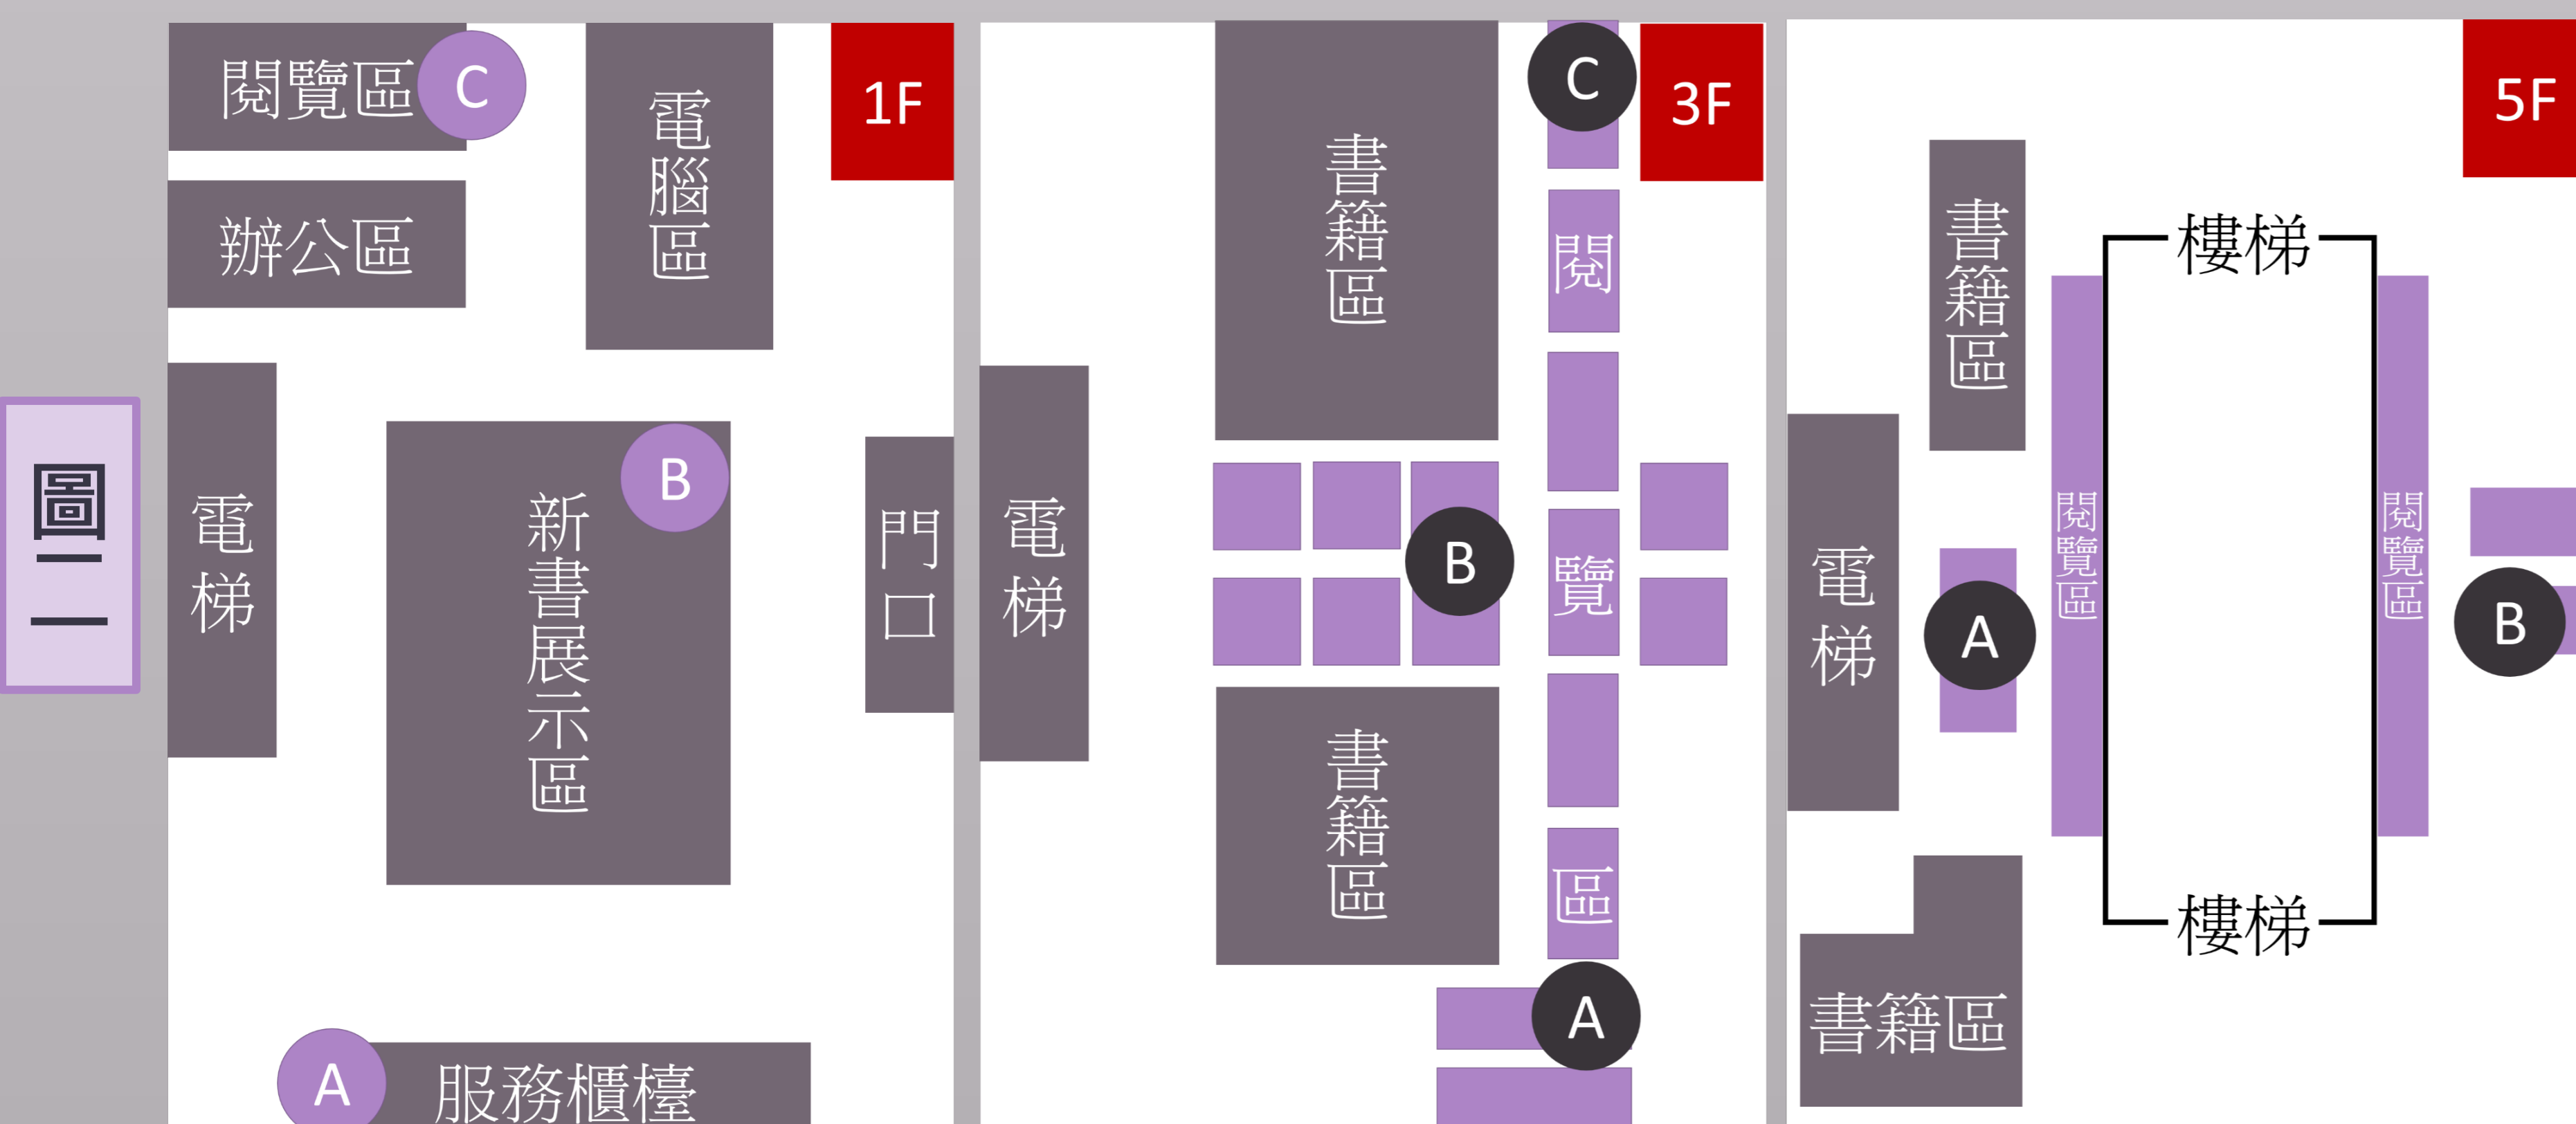 圖二
一
閱覽區
C
辦公區
電腦區
1F
電梯
新書展示區
B
門口
A
服務櫃檯
書籍區
C
3F
閱
覽
區
電梯
B
書籍區
A
5F
書籍區
樓梯
電梯
A
閱覽區
閱覽區
B
樓梯
書籍區